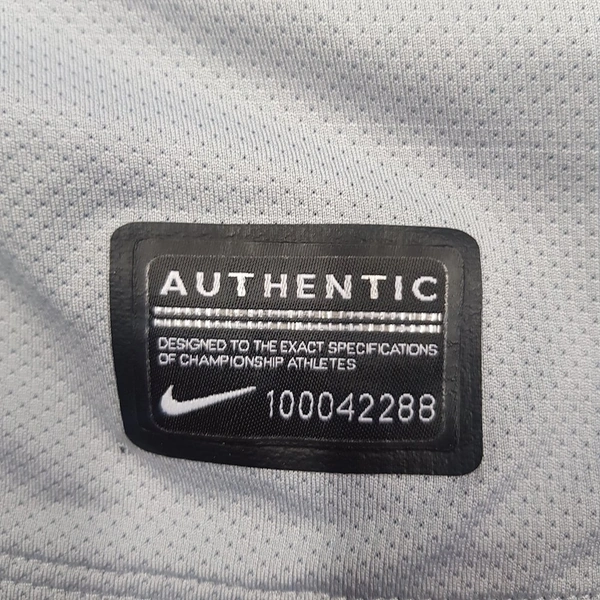 AUTHENTIC
DESIGNED TO THE EXACT SPECIFICATIONS
OF CHAMPIONSHIP ATHLETES
100042288